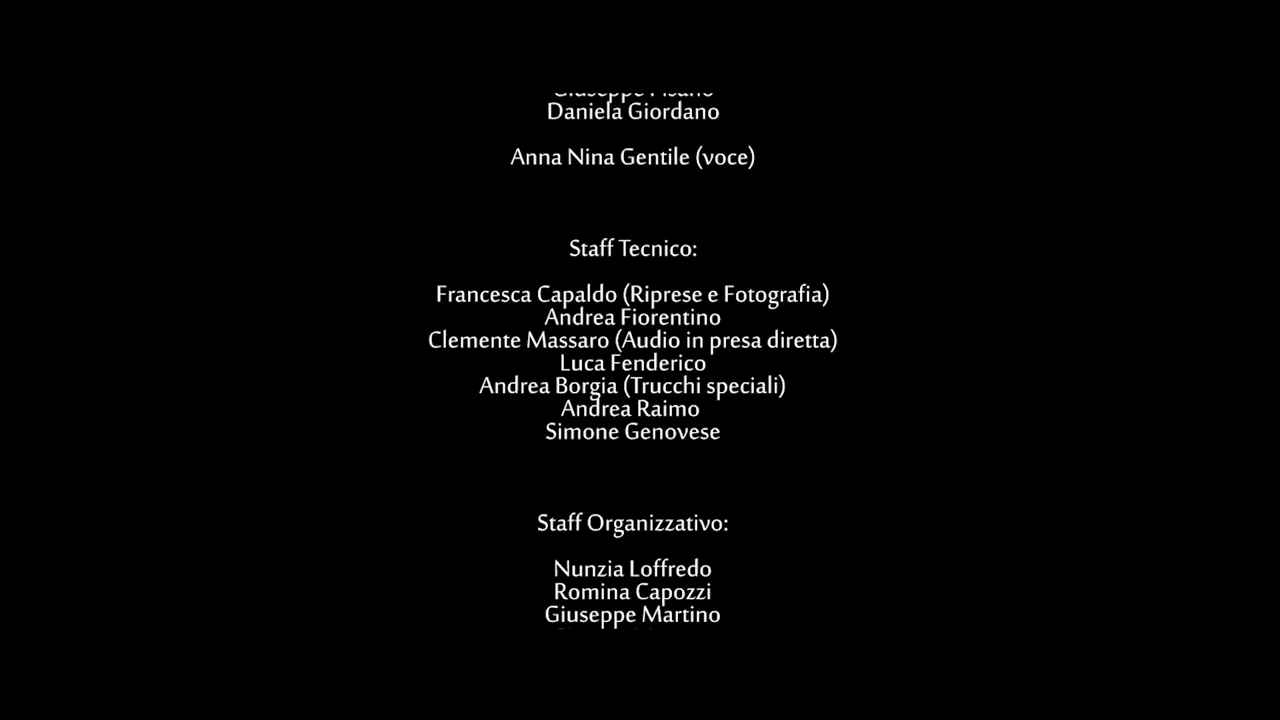 Giuseppe Pisano
Daniela Giordano
Anna Nina Gentile (voce)
Staff Tecnico:
Francesca Capaldo (Riprese e Fotografia)
Andrea Fiorentino
Clemente Massaro (Audio in presa diretta)
Luca Fenderico
Andrea Borgia (Trucchi speciali)
Andrea Raimo
Simone Genovese
Staff Organizzativo:
Nunzia Loffredo
Romina Capozzi
Giuseppe Martino